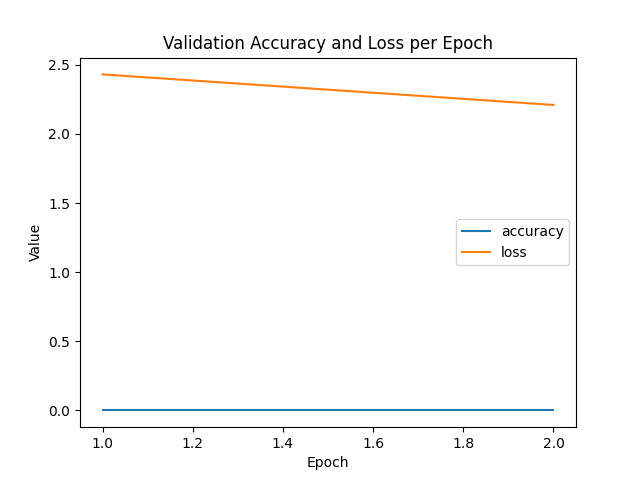 Validation Accuracy and Loss per Epoch
2.5
2.0
1.5
1.0
0.5
0.0
Value
accuracy
loss
1.0 1.2 1.4 1.6 1.8 2.0
Epoch